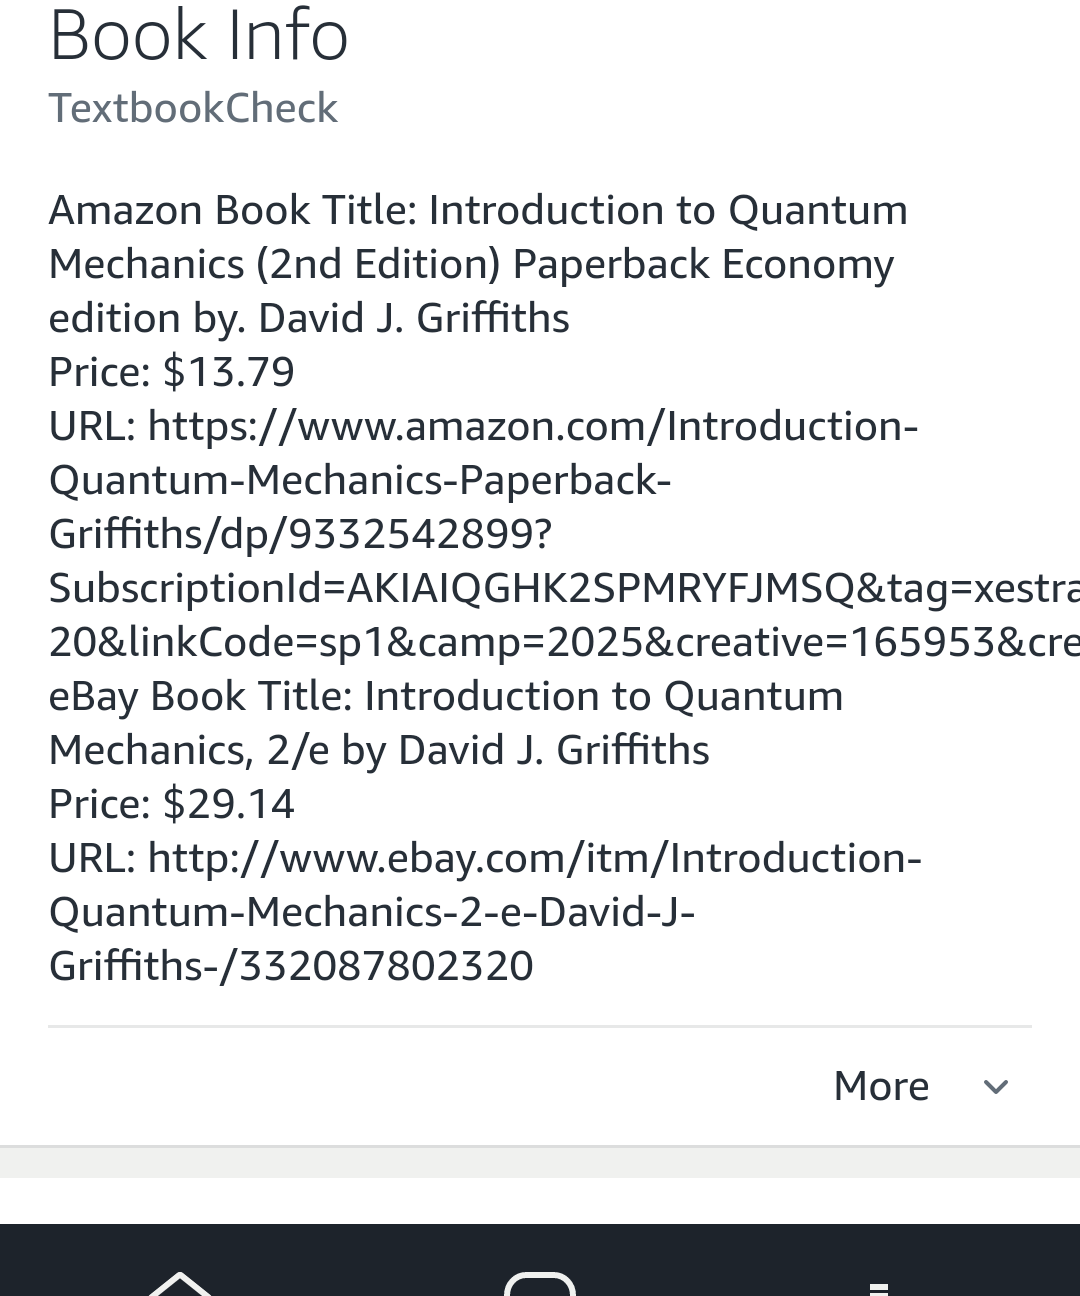 Book Info
TextbookCheck
Amazon Book Title: Introduction to Quantum
Mechanics (2nd Edition) Paperback Economy
edition by. David J. Griffiths
Price: $13.79
URL: https://www.amazon.com/Introduction-
Quantum-Mechanics-Paperback-
Griffiths/dp/9332542899?
SubscriptionId=AKIAIQGHK2SPMRYFJMSQ&tag=xestra
20&linkCode=sp1&camp=2025&creative=165953&cre
eBay Book Title: Introduction to Quantum
Mechanics, 2/e by David J. Griffiths
Price: $29.14
URL: http://www.ebay.com/itm/Introduction-
Quantum-Mechanics-2-e-David-J-
Griffiths-/332087802320
More